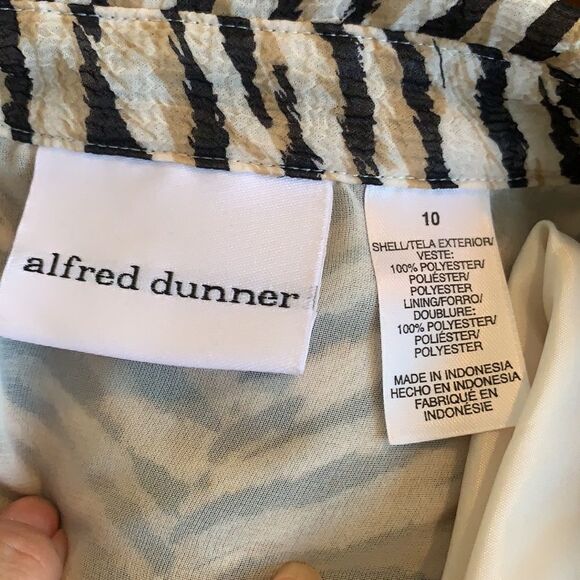 alfred dunner
10
SHELL/TELA EXTERIOR/
VESTE:
100% POLYESTER/
POLIÉSTER/
POLYESTER
LINING/FORRO/
DOUBLURE:
100% POLYESTER/
POLIÉSTER/
POLYESTER
MADE IN INDONESIA
HECHO EN INDONESIA
FABRIQUÉ EN
INDONÉSIE